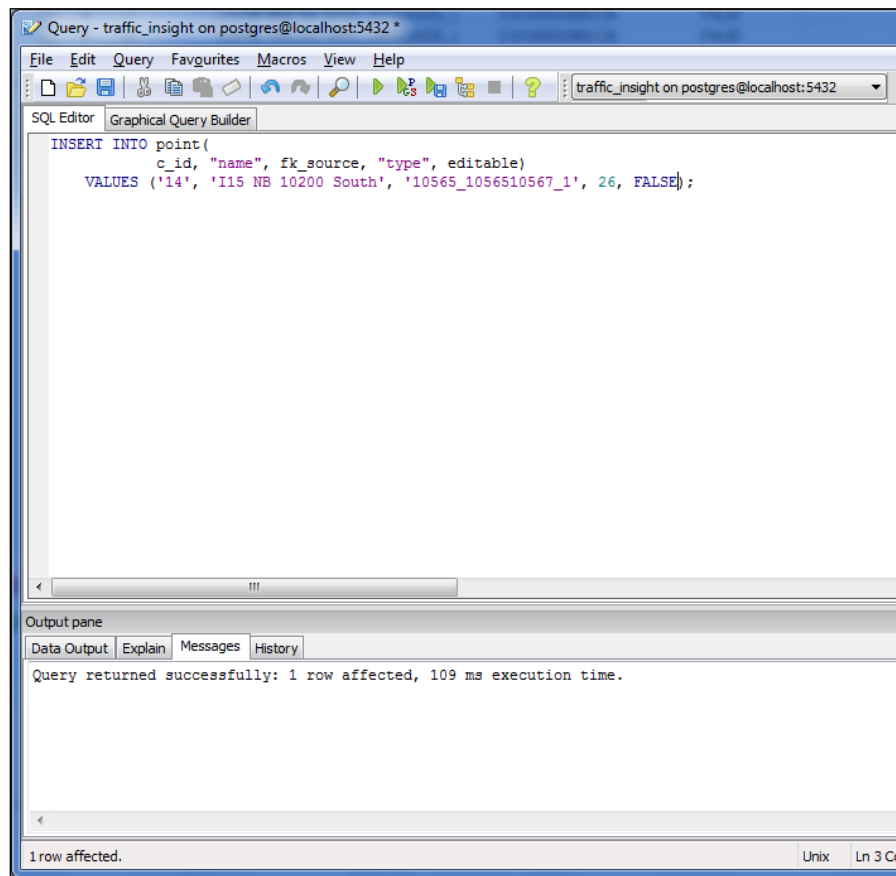 Query - traffic_insight on postgres@localhost:5432 *
File Edit Query Favourites Macros View Help
traffic_insight on postgres@localhost:5432
SQL Editor Graphical Query Builder
INSERT INTO point(
c_id, "name", fk_source, "type", editable)
VALUES ('14', 'I15 NB 10200 South', '10565_1056510567_1', 26, FALSE);
Output pane
Data Output Explain Messages History
Query returned successfully: 1 row affected, 109 ms execution time.
1 row affected. Unix Ln 3 Co